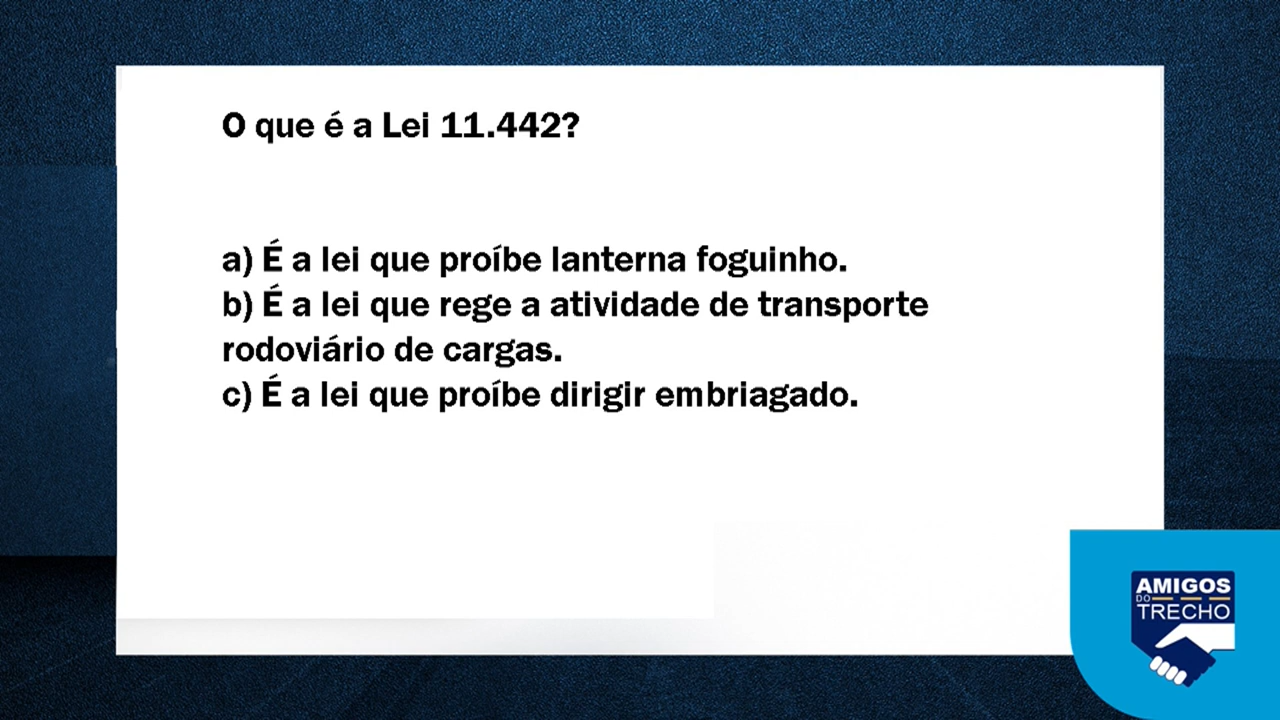 O que é a Lei 11.442?
a) É a lei que proíbe lanterna foguinho.
b) É a lei que rege a atividade de transporte
rodoviário de cargas.
c) É a lei que proíbe dirigir embriagado.
AMIGOS
DO
TRECHO